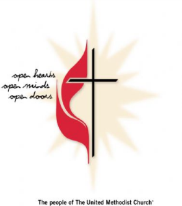 open hearts
open minds
open doors
The people of The United Methodist Church